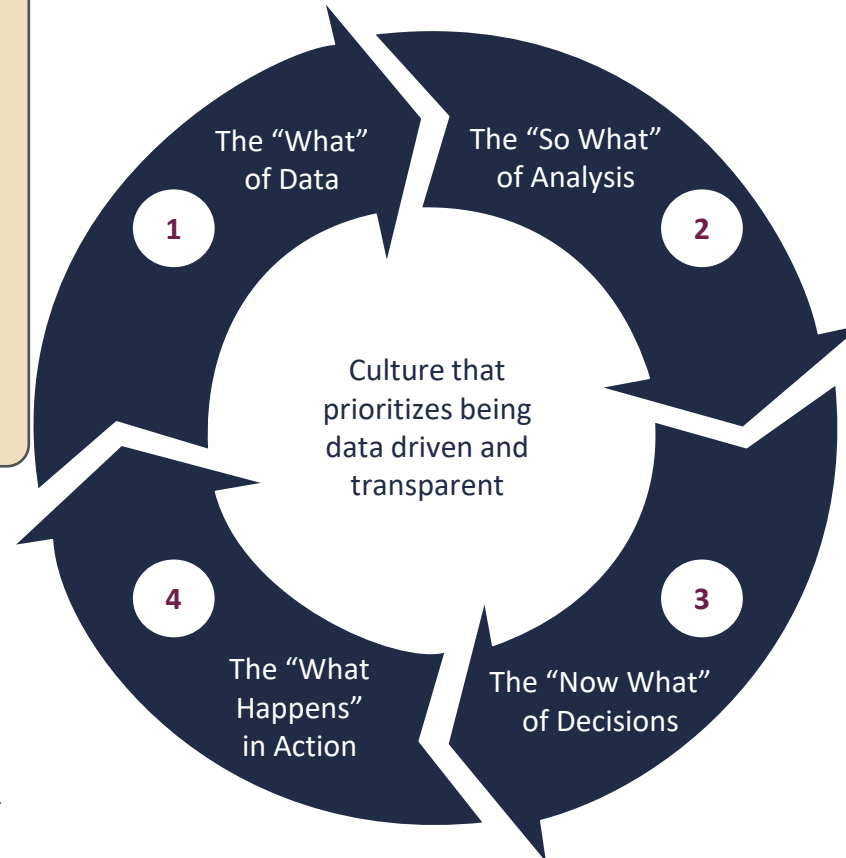 The “What”
of Data
1
The “So What”
of Analysis
2
Culture that
prioritizes being
data driven and
transparent
3
The “Now What”
of Decisions
4
The “What
Happens”
in Action